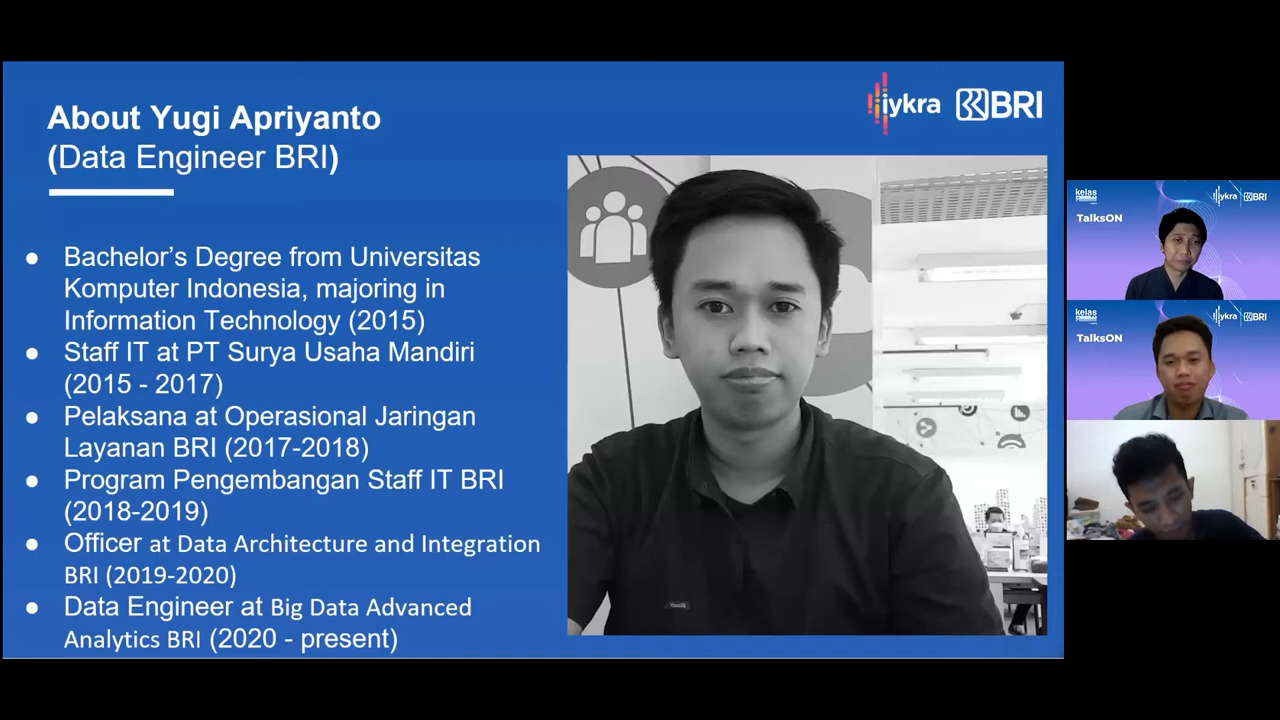 About Yugi Apriyanto
(Data Engineer BRI)
iykra BRI
● Bachelor's Degree from Universitas
Komputer Indonesia, majoring in
Information Technology (2015)
● Staff IT at PT Surya Usaha Mandiri
(2015 - 2017)
● Pelaksana at Operasional Jaringan
Layanan BRI (2017-2018)
● Program Pengembangan Staff IT BRI
(2018-2019)
● Officer at Data Architecture and Integration
BRI (2019-2020)
● Data Engineer at Big Data Advanced
Analytics BRI (2020 - present)
kelas
iykra BRI
TalksON
kelas
iykra BRI
TalksON